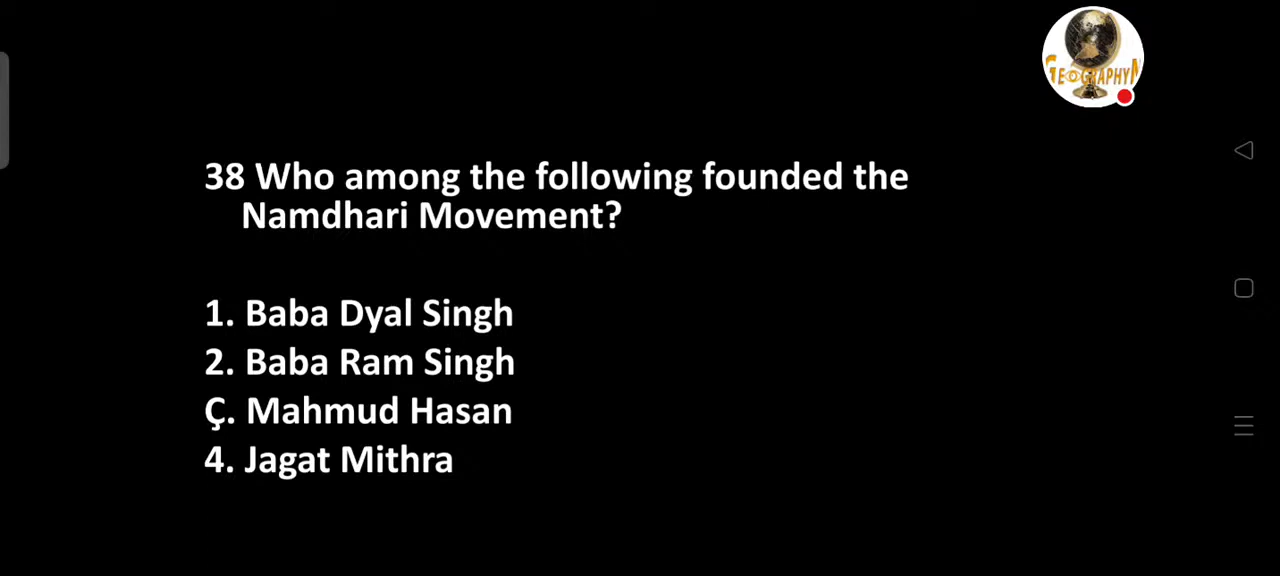 GEOGRAPHY
38 Who among the following founded the
Namdhari Movement?
1. Baba Dyal Singh
2. Baba Ram Singh
Ç. Mahmud Hasan
4. Jagat Mithra